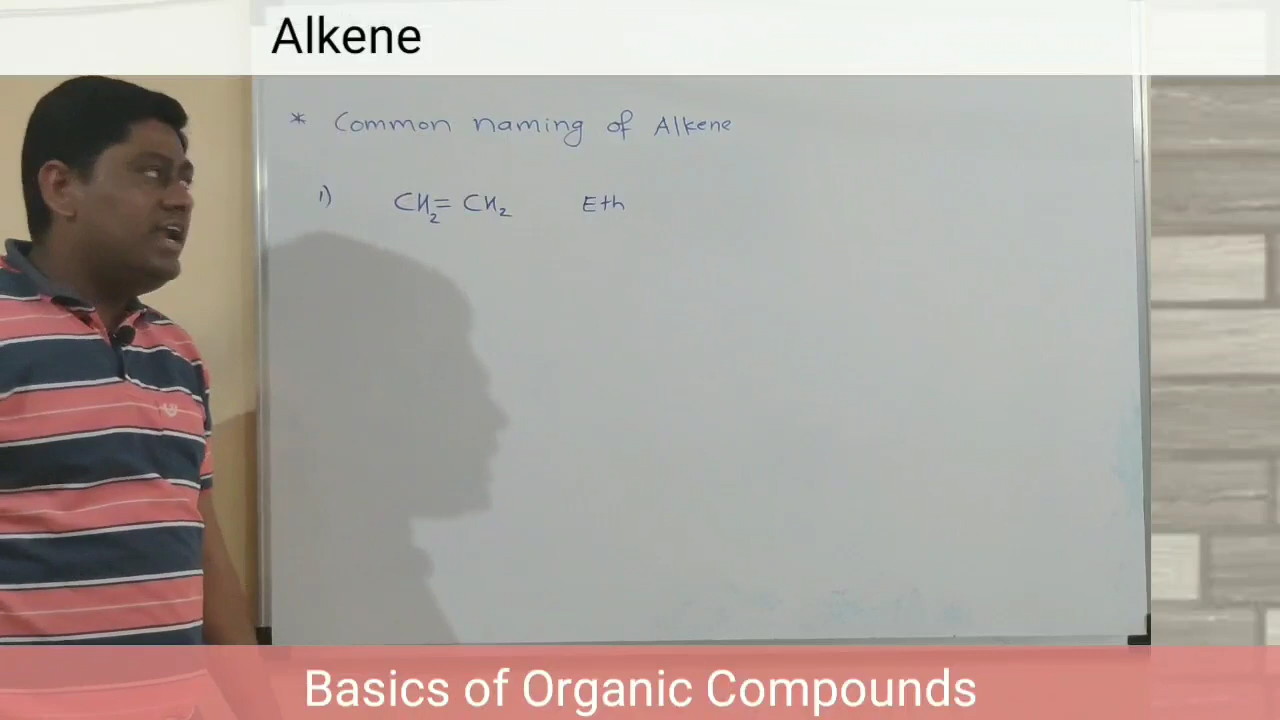 Alkene
* Common naming of Alkene
1) CH₂= CH₂ Eth
Basics of Organic Compounds